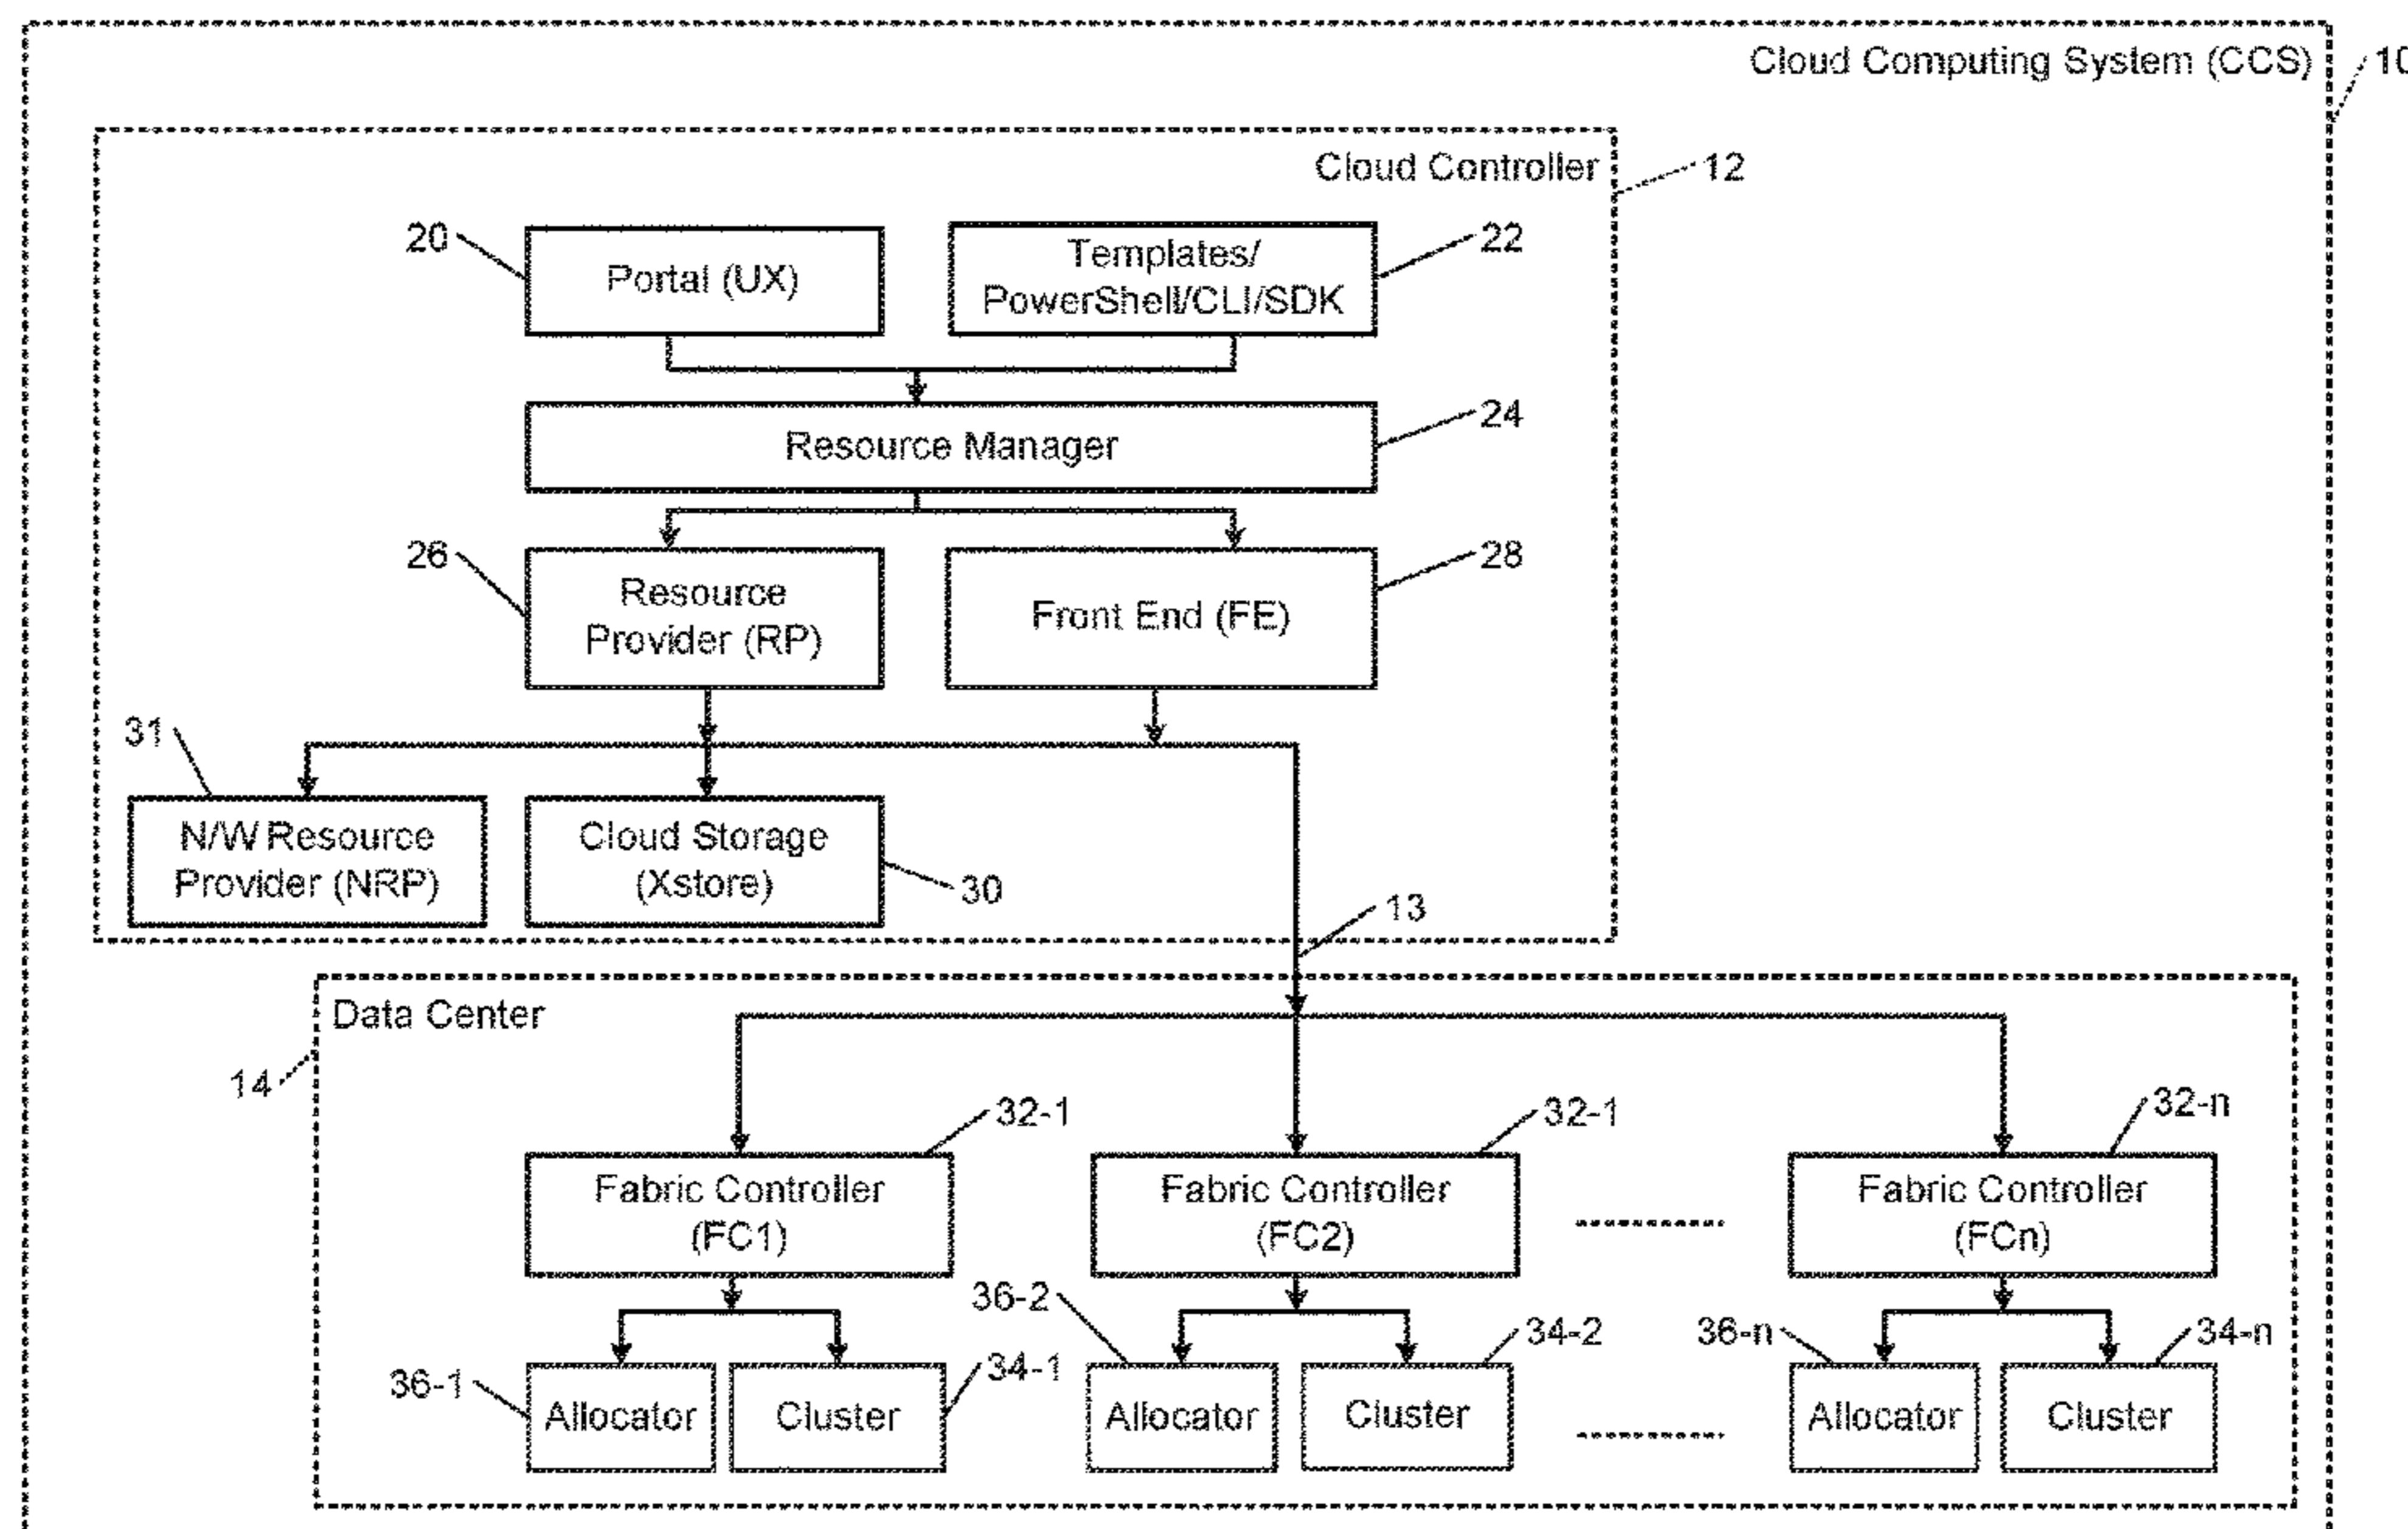 Cloud Computing System (CCS)
10
Cloud Controller
12
20
Portal (UX)
Templates/
PowerShell/CLI/SDK
22
Resource Manager
24
26
Resource
Provider (RP)
Front End (FE)
28
31
N/W Resource
Provider (NRP)
Cloud Storage
(Xstore)
30
13
Data Center
14
32-1
32-1
32-n
Fabric Controller
(FC1)
Fabric Controller
(FC2)
Fabric Controller
(FCn)
36-1
Allocator
Cluster
34-1
36-2
Allocator
Cluster
34-2
36-n
Allocator
Cluster
34-n